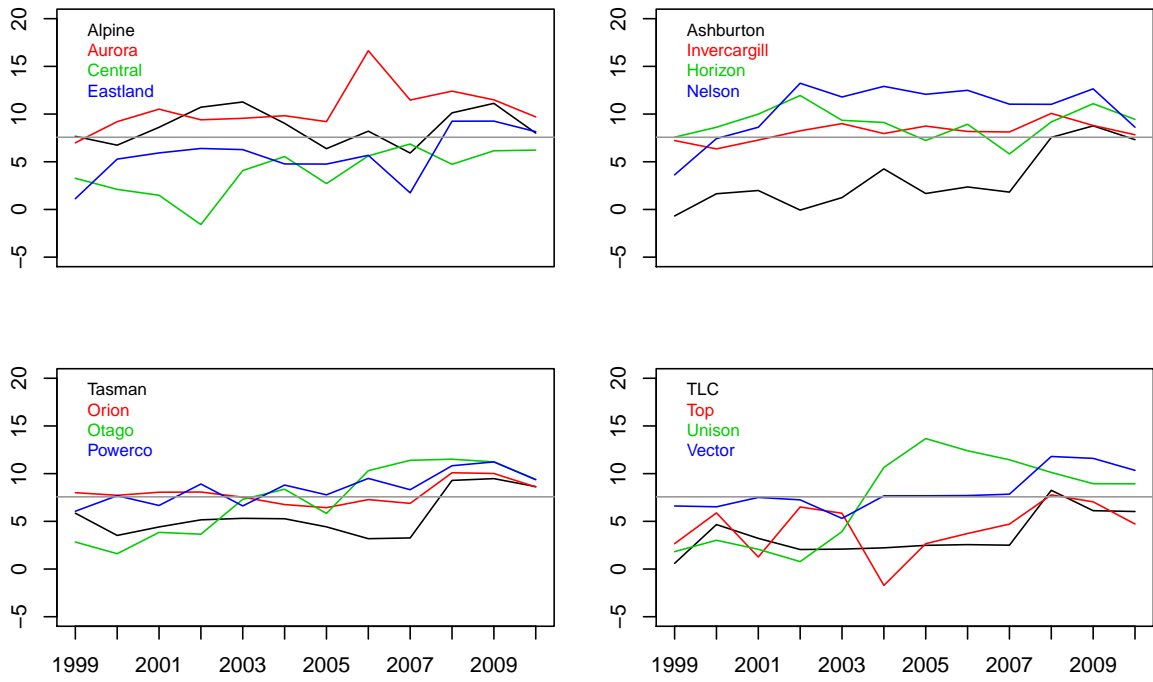 20
15
10
5
0
−5
Alpine
Aurora
Central
Eastland
20
15
10
5
0
−5
Ashburton
Invercargill
Horizon
Nelson
20
15
10
5
0
−5
Tasman
Orion
Otago
Powerco
1999 2001 2003 2005 2007 2009
20
15
10
5
0
−5
TLC
Top
Unison
Vector
1999 2001 2003 2005 2007 2009